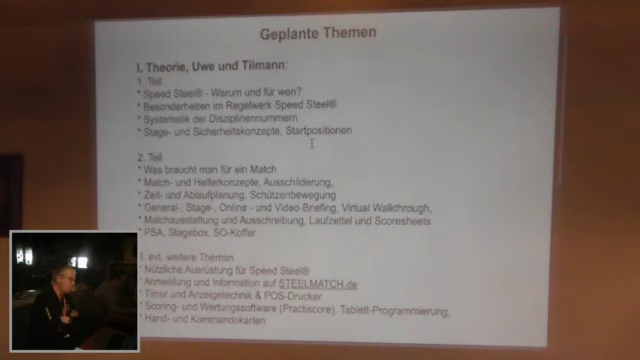 Geplante Themen
I. Theorie, Uwe und Tilmann:
1. Teil
* Speed Steel® - Warum und für wen?
* Besonderheiten im Regelwerk Speed Steel®
* Systematik der Disziplinennummern
* Stage- und Sicherheitskonzepte, Startpositionen
2. Teil
* Was braucht man für ein Match
* Match- und Helferkonzepte, Ausschilderung,
* Zeit- und Ablaufplanung, Schützenbewegung
* General-, Stage-, Online - und Video-Briefing, Virtual Walkthrough,
* Matchausstattung und Ausschreibung, Laufzettel und Scoresheets
* PSA, Stagebox, SO-Koffer
3. evt. weitere Themen
* Nützliche Ausrüstung für Speed Steel®
* Anmeldung und Information auf STEELMATCH.de
* Timer und Anzeigetechnik & POS-Drucker
* Scoring- und Wertungssoftware (Practiscore), Tablett-Programmierung,
* Hand- und Kommandokarten